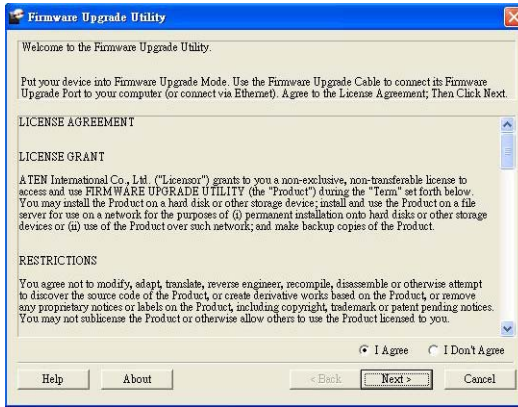 Firmware Upgrade Utility
Welcome to the Firmware Upgrade Utility.
Put your device into Firmware Upgrade Mode. Use the Firmware Upgrade Cable to connect its Firmware
Upgrade Port to your computer (or connect via Ethernet). Agree to the License Agreement; Then Click Next.
LICENSE AGREEMENT
LICENSE GRANT
ATEN International Co., Ltd. ("Licensor") grants to you a non-exclusive, non-transferable license to
access and use FIRMWARE UPGRADE UTILITY (the "Product") during the "Term" set forth below.
You may install the Product on a hard disk or other storage device; install and use the Product on a file
server for use on a network for the purposes of (i) permanent installation onto hard disks or other storage
devices or (ii) use of the Product over such network; and make backup copies of the Product.
RESTRICTIONS
You agree not to modify, adapt, translate, reverse engineer, recompile, disassemble or otherwise attempt
to discover the source code of the Product, or create derivative works based on the Product, or remove
any proprietary notices or labels on the Product, including copyright, trademark or patent pending notices.
You may not sublicense the Product or otherwise allow others to use the Product licensed to you.
I Agree I Don't Agree
Help About < Back Next > Cancel